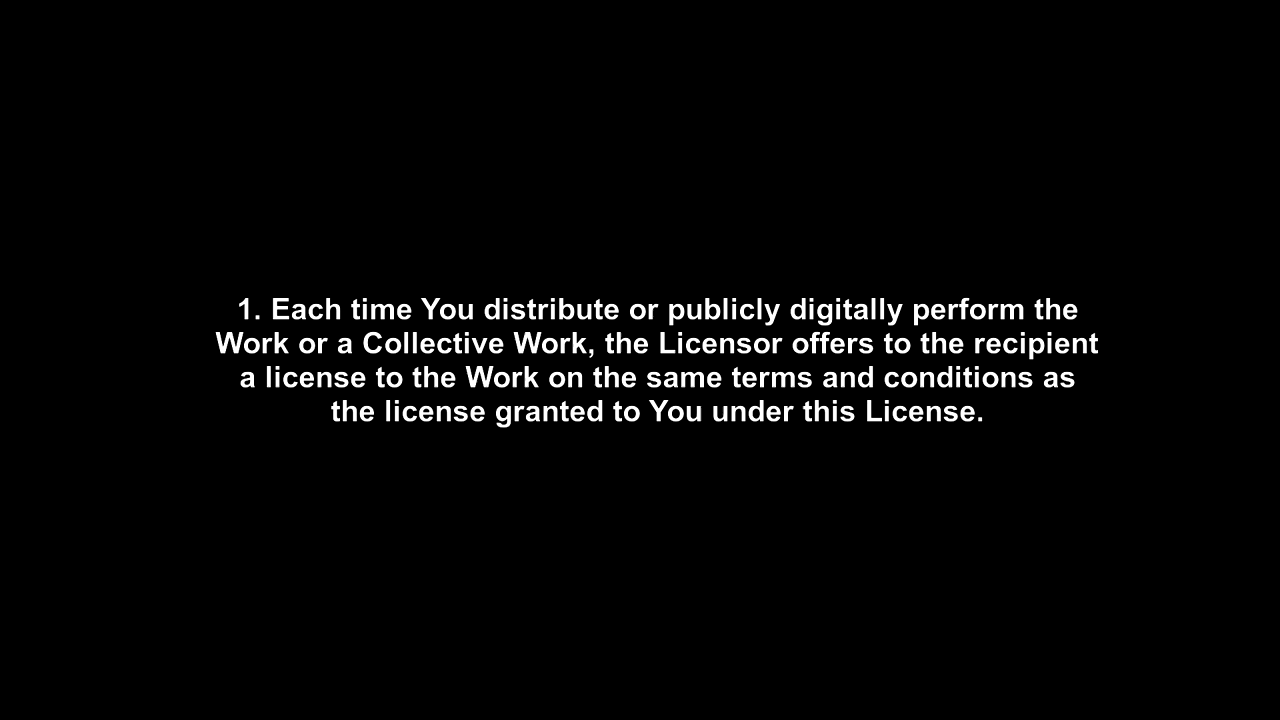 1. Each time You distribute or publicly digitally perform the
Work or a Collective Work, the Licensor offers to the recipient
a license to the Work on the same terms and conditions as
the license granted to You under this License.